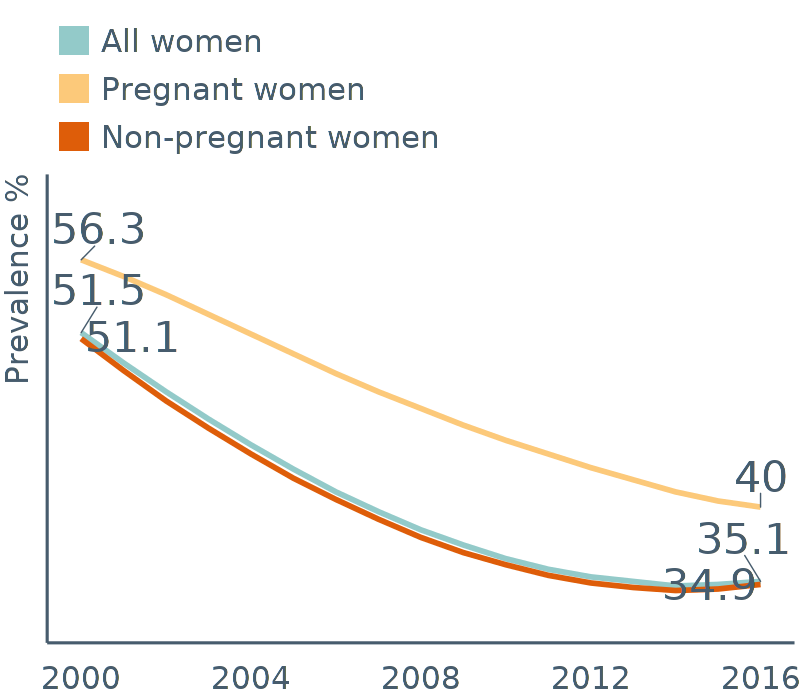 All women
Pregnant women
Non-pregnant women
Prevalence %
56.3
51.5
51.1
40
35.1
34.9
2000 2004 2008 2012 2016